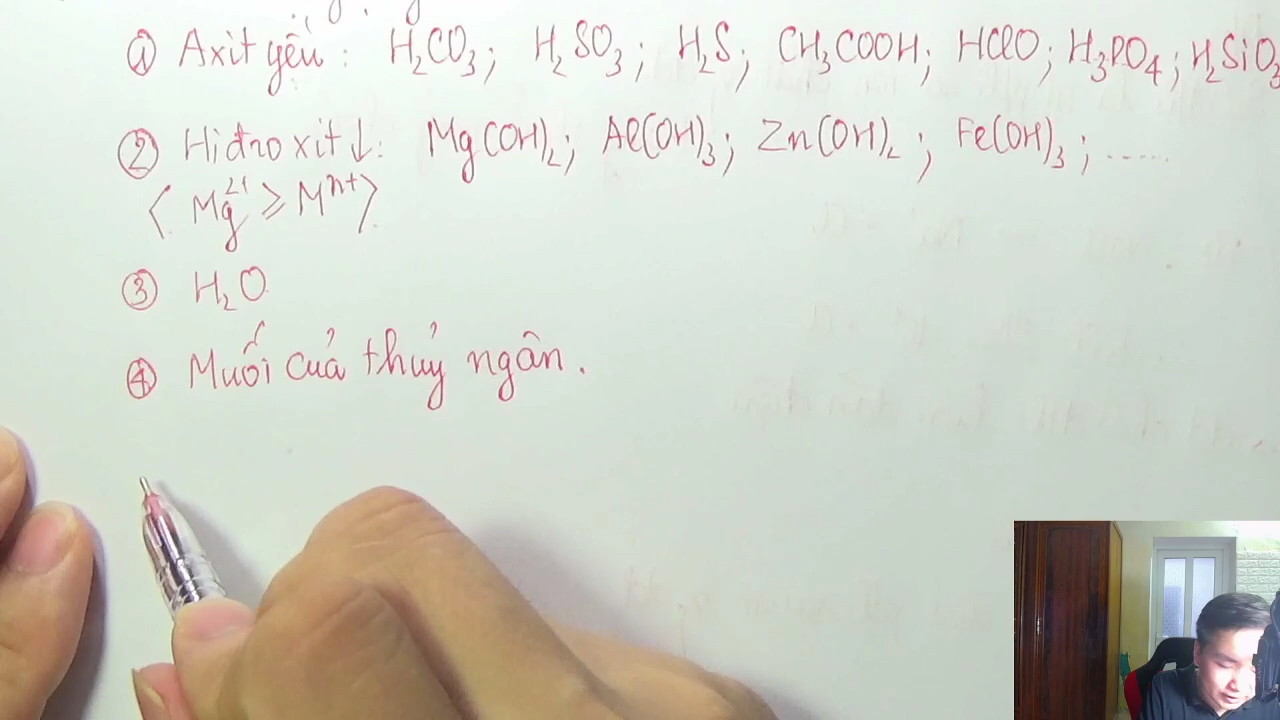 ① Axit yếu : H₂CO₃; H₂SO₃; H₂S; CH₃COOH; HClO; H₃PO₄; H₂SiO₃
② Hiđroxit ↓: Mg(OH)₂; Al(OH)₃; Zn(OH)₂; Fe(OH)₃; ......
⟨ Mg²⁺ ⩾ Mⁿ⁺ ⟩
③ H₂O
④ Muối của thủy ngân.